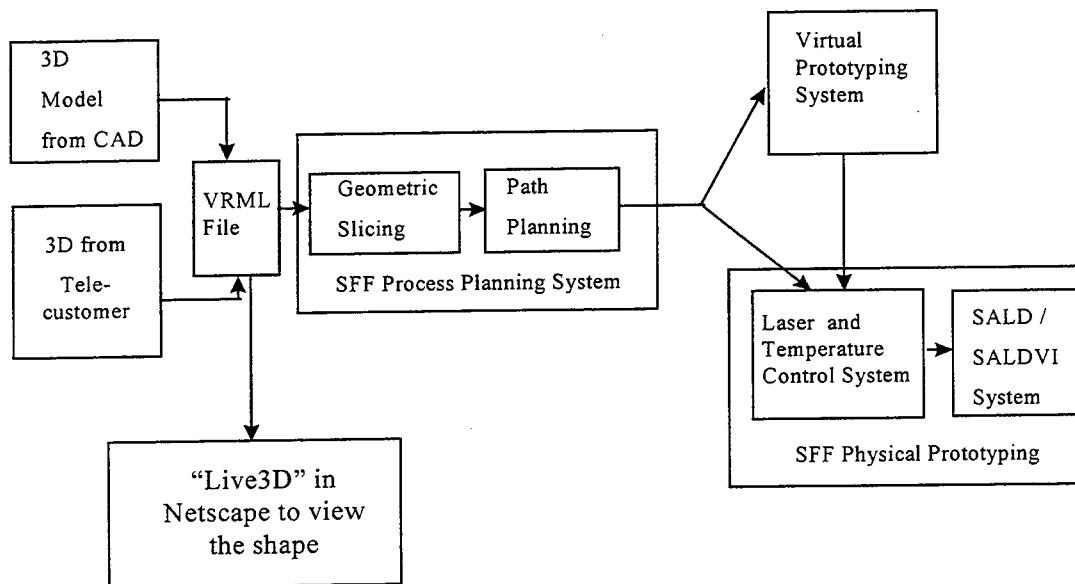 3D
Model
from CAD
3D from
Tele-
customer
VRML
File
Geometric
Slicing
Path
Planning
SFF Process Planning System
“Live3D” in
Netscape to view
the shape
Virtual
Prototyping
System
Laser and
Temperature
Control System
SALD /
SALDVI
System
SFF Physical Prototyping